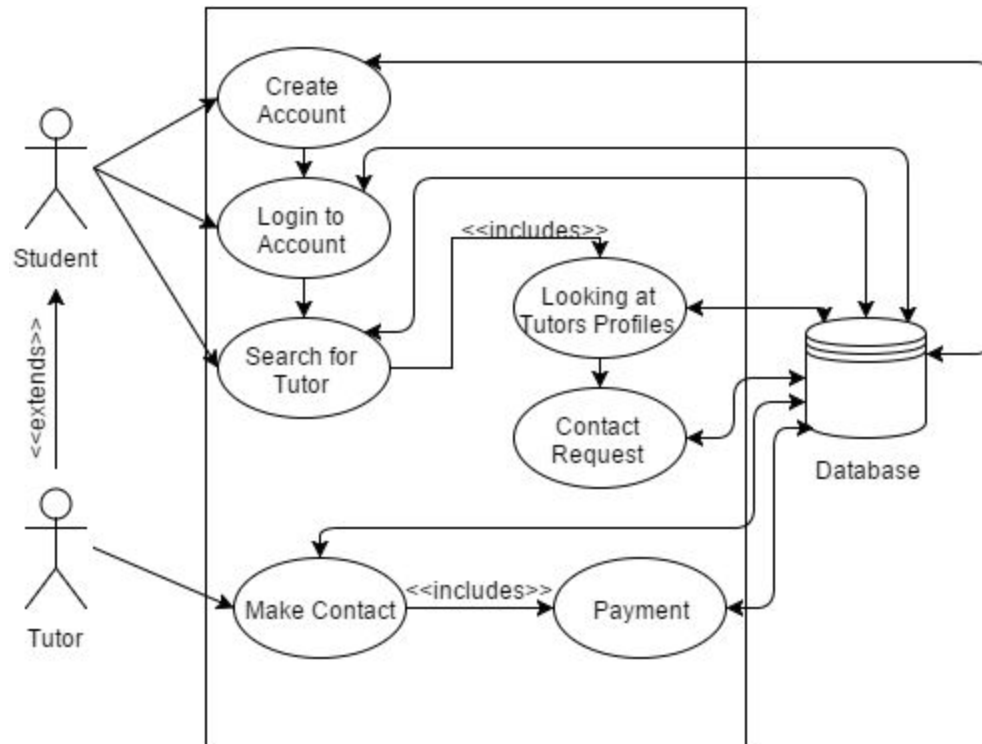 Create
Account
Student
Login to
Account
<<includes>>
Looking at
Tutors Profiles
<<extends>>
Search for
Tutor
Contact
Request
Database
Tutor
Make Contact
<<includes>>
Payment